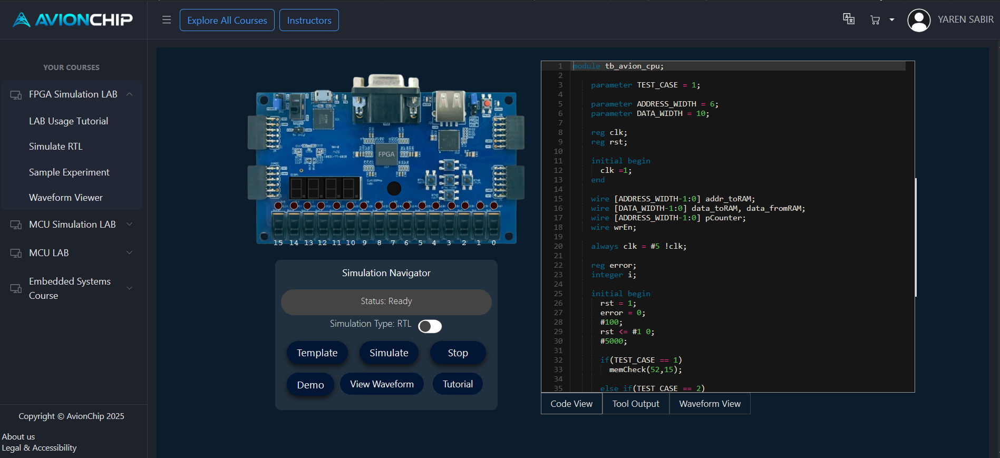 AVIONCHIP
Explore All Courses
Instructors
YAREN SABIR
YOUR COURSES
FPGA Simulation LAB
LAB Usage Tutorial
Simulate RTL
Sample Experiment
Waveform Viewer
MCU Simulation LAB
MCU LAB
Embedded Systems
Course
Copyright © AvionChip 2025
About us
Legal & Accessibility
FPGA
15 14 13 12 11 10 9 8 7 6 5 4 3 2 1 0
Simulation Navigator
Status: Ready
Simulation Type: RTL
Template
Simulate
Stop
Demo
View Waveform
Tutorial
1 module tb_avion_cpu;
2
3 parameter TEST_CASE = 1;
4
5 parameter ADDRESS_WIDTH = 6;
6 parameter DATA_WIDTH = 10;
7
8 reg clk;
9 reg rst;
10
11 initial begin
12 clk =1;
13 end
14
15 wire [ADDRESS_WIDTH-1:0] addr_toRAM;
16 wire [DATA_WIDTH-1:0] data_toRAM, data_fromRAM;
17 wire [ADDRESS_WIDTH-1:0] pCounter;
18 wire wrEn;
19
20 always clk = #5 !clk;
21
22 reg error;
23 integer i;
24
25 initial begin
26 rst = 1;
27 error = 0;
28 #100;
29 rst <= #1 0;
30 #5000;
31
32 if(TEST_CASE == 1)
33 memCheck(52,15);
34
35 else if(TEST_CASE == 2)
Code View
Tool Output
Waveform View